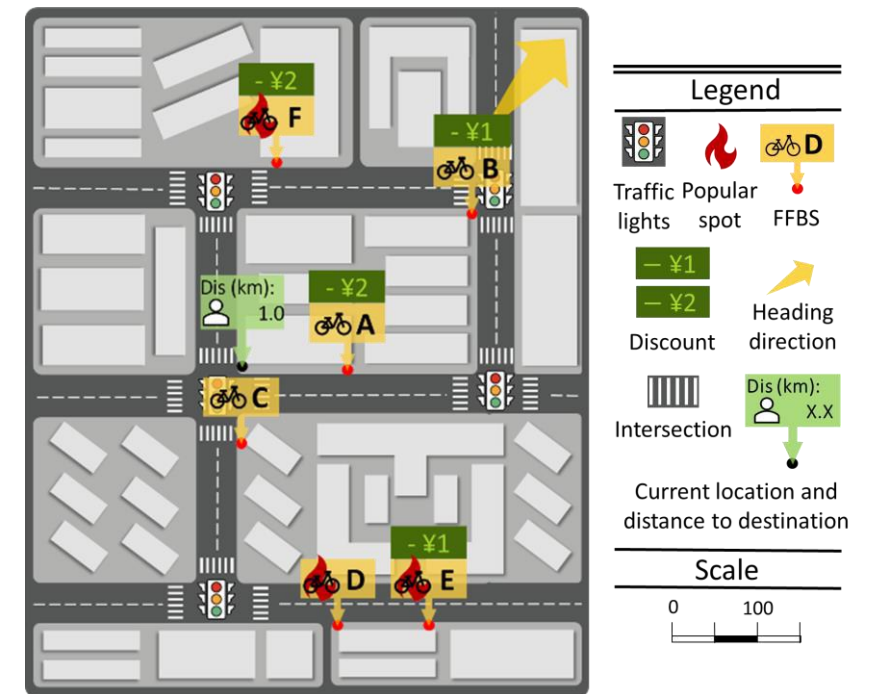 - ¥2
F
- ¥1
B
Dis (km):
1.0
- ¥2
A
C
- ¥1
D
E
Legend
D
Traffic lights
Popular spot
FFBS
— ¥1
— ¥2
Discount
Heading direction
Intersection
Dis (km):
X.X
Current location and
distance to destination
Scale
0 100